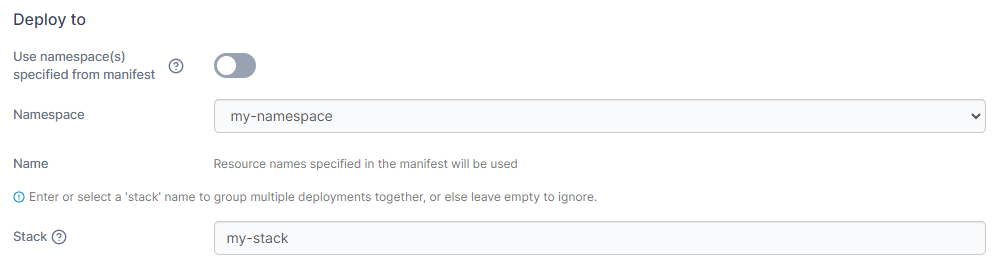 Deploy to
Use namespace(s)
specified from manifest
Namespace
my-namespace
Name
Resource names specified in the manifest will be used
Enter or select a 'stack' name to group multiple deployments together, or else leave empty to ignore.
Stack
my-stack